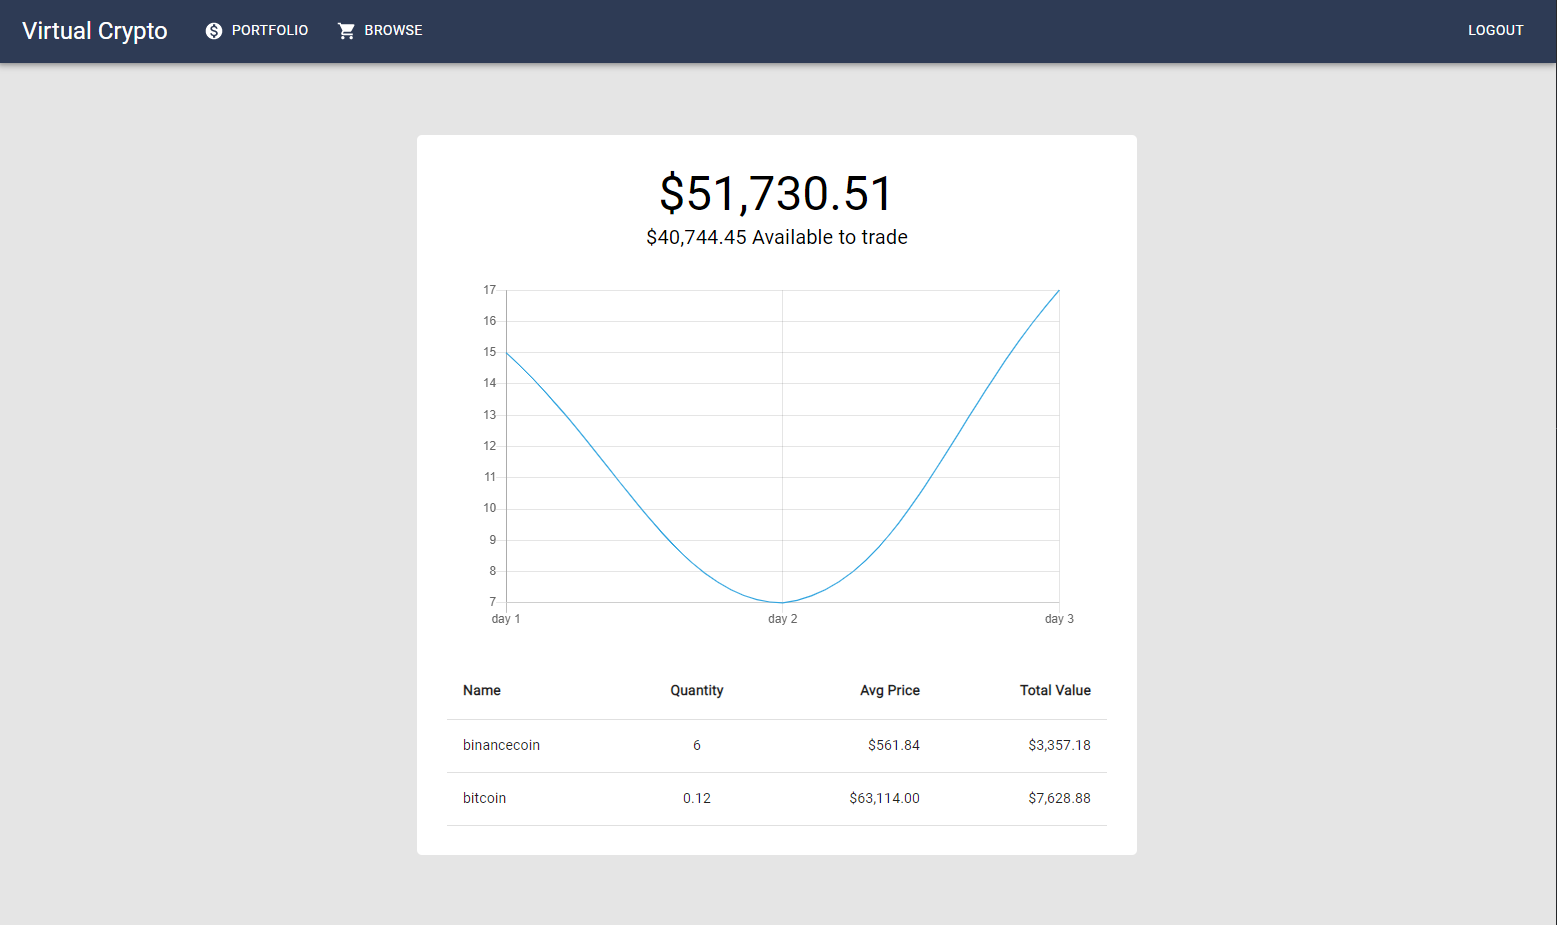 Virtual Crypto PORTFOLIO BROWSE LOGOUT
$51,730.51
$40,744.45 Available to trade
17
16
15
14
13
12
11
10
9
8
7
day 1 day 2 day 3
Name Quantity Avg Price Total Value
binancecoin 6 $561.84 $3,357.18
bitcoin 0.12 $63,114.00 $7,628.88